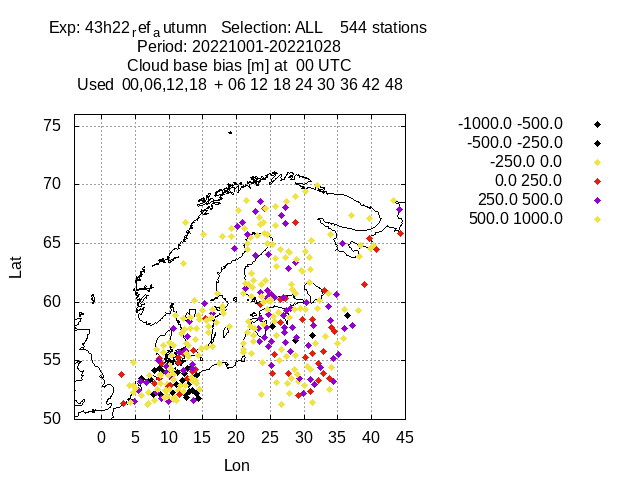 Exp: 43h22ref autumn   Selection: ALL    544 stations
Period: 20221001-20221028
Cloud base bias [m] at  00 UTC
Used  00,06,12,18  + 06 12 18 24 30 36 42 48
-1000.0 -500.0
-500.0 -250.0
-250.0 0.0
0.0 250.0
250.0 500.0
500.0 1000.0
75
70
65
60
55
50
Lat
0 5 10 15 20 25 30 35 40 45
Lon